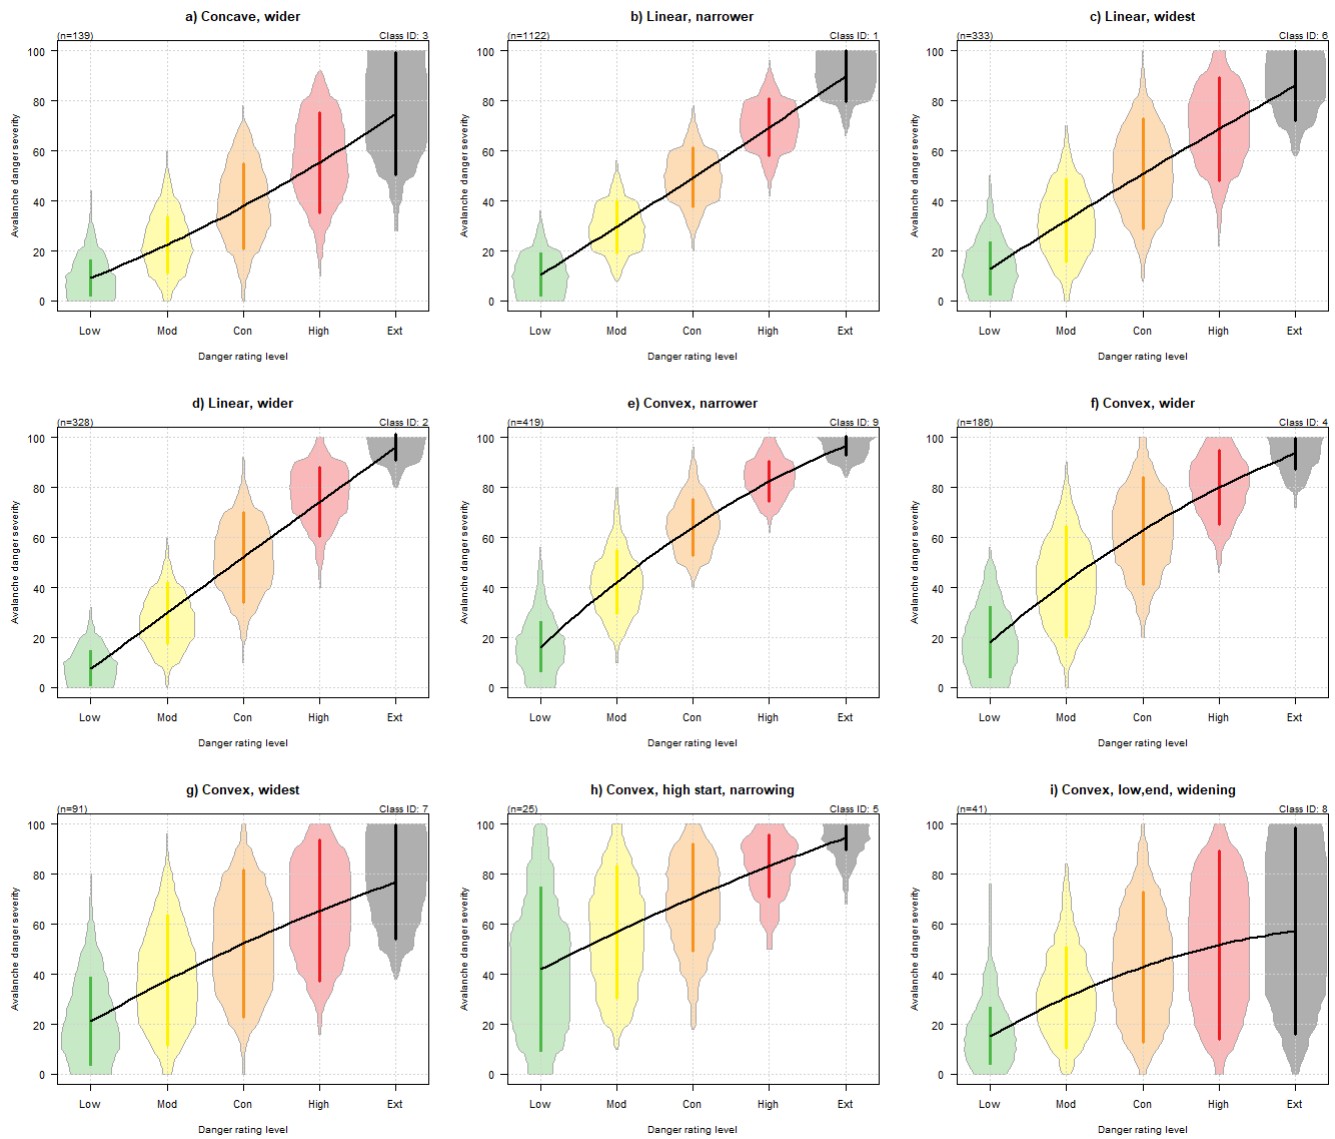 a) Concave, wider
(n=139) Class ID: 3
Avalanche danger severity
100
80
60
40
20
0
Low Mod Con High Ext
Danger rating level
b) Linear, narrower
(n=1122) Class ID: 1
Avalanche danger severity
100
80
60
40
20
0
Low Mod Con High Ext
Danger rating level
c) Linear, widest
(n=333) Class ID: 6
Avalanche danger severity
100
80
60
40
20
0
Low Mod Con High Ext
Danger rating level
d) Linear, wider
(n=328) Class ID: 2
Avalanche danger severity
100
80
60
40
20
0
Low Mod Con High Ext
Danger rating level
e) Convex, narrower
(n=419) Class ID: 9
Avalanche danger severity
100
80
60
40
20
0
Low Mod Con High Ext
Danger rating level
f) Convex, wider
(n=186) Class ID: 4
Avalanche danger severity
100
80
60
40
20
0
Low Mod Con High Ext
Danger rating level
g) Convex, widest
(n=91) Class ID: 7
Avalanche danger severity
100
80
60
40
20
0
Low Mod Con High Ext
Danger rating level
h) Convex, high start, narrowing
(n=25) Class ID: 5
Avalanche danger severity
100
80
60
40
20
0
Low Mod Con High Ext
Danger rating level
i) Convex, low,end, widening
(n=41) Class ID: 8
Avalanche danger severity
100
80
60
40
20
0
Low Mod Con High Ext
Danger rating level